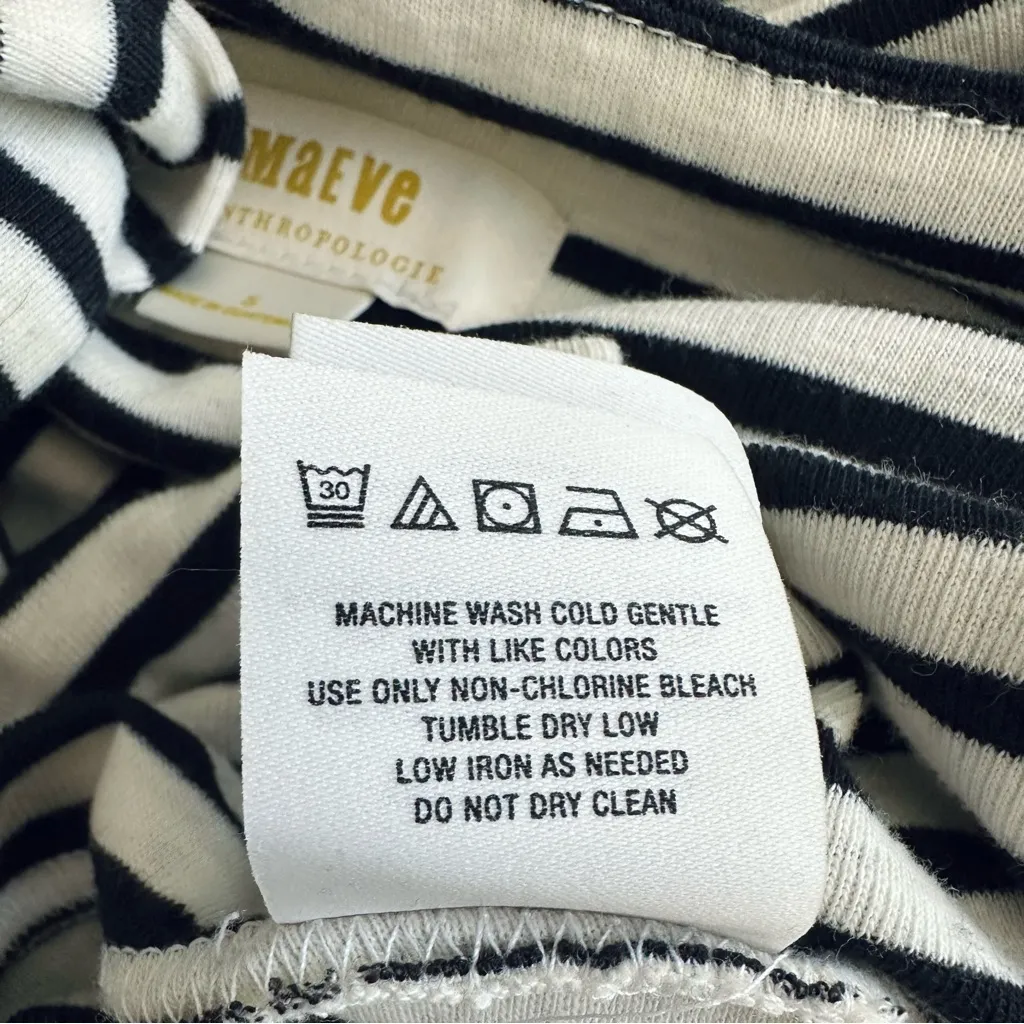 MAEVE
NTHROPOLOGIE
S
30
MACHINE WASH COLD GENTLE
WITH LIKE COLORS
USE ONLY NON-CHLORINE BLEACH
TUMBLE DRY LOW
LOW IRON AS NEEDED
DO NOT DRY CLEAN